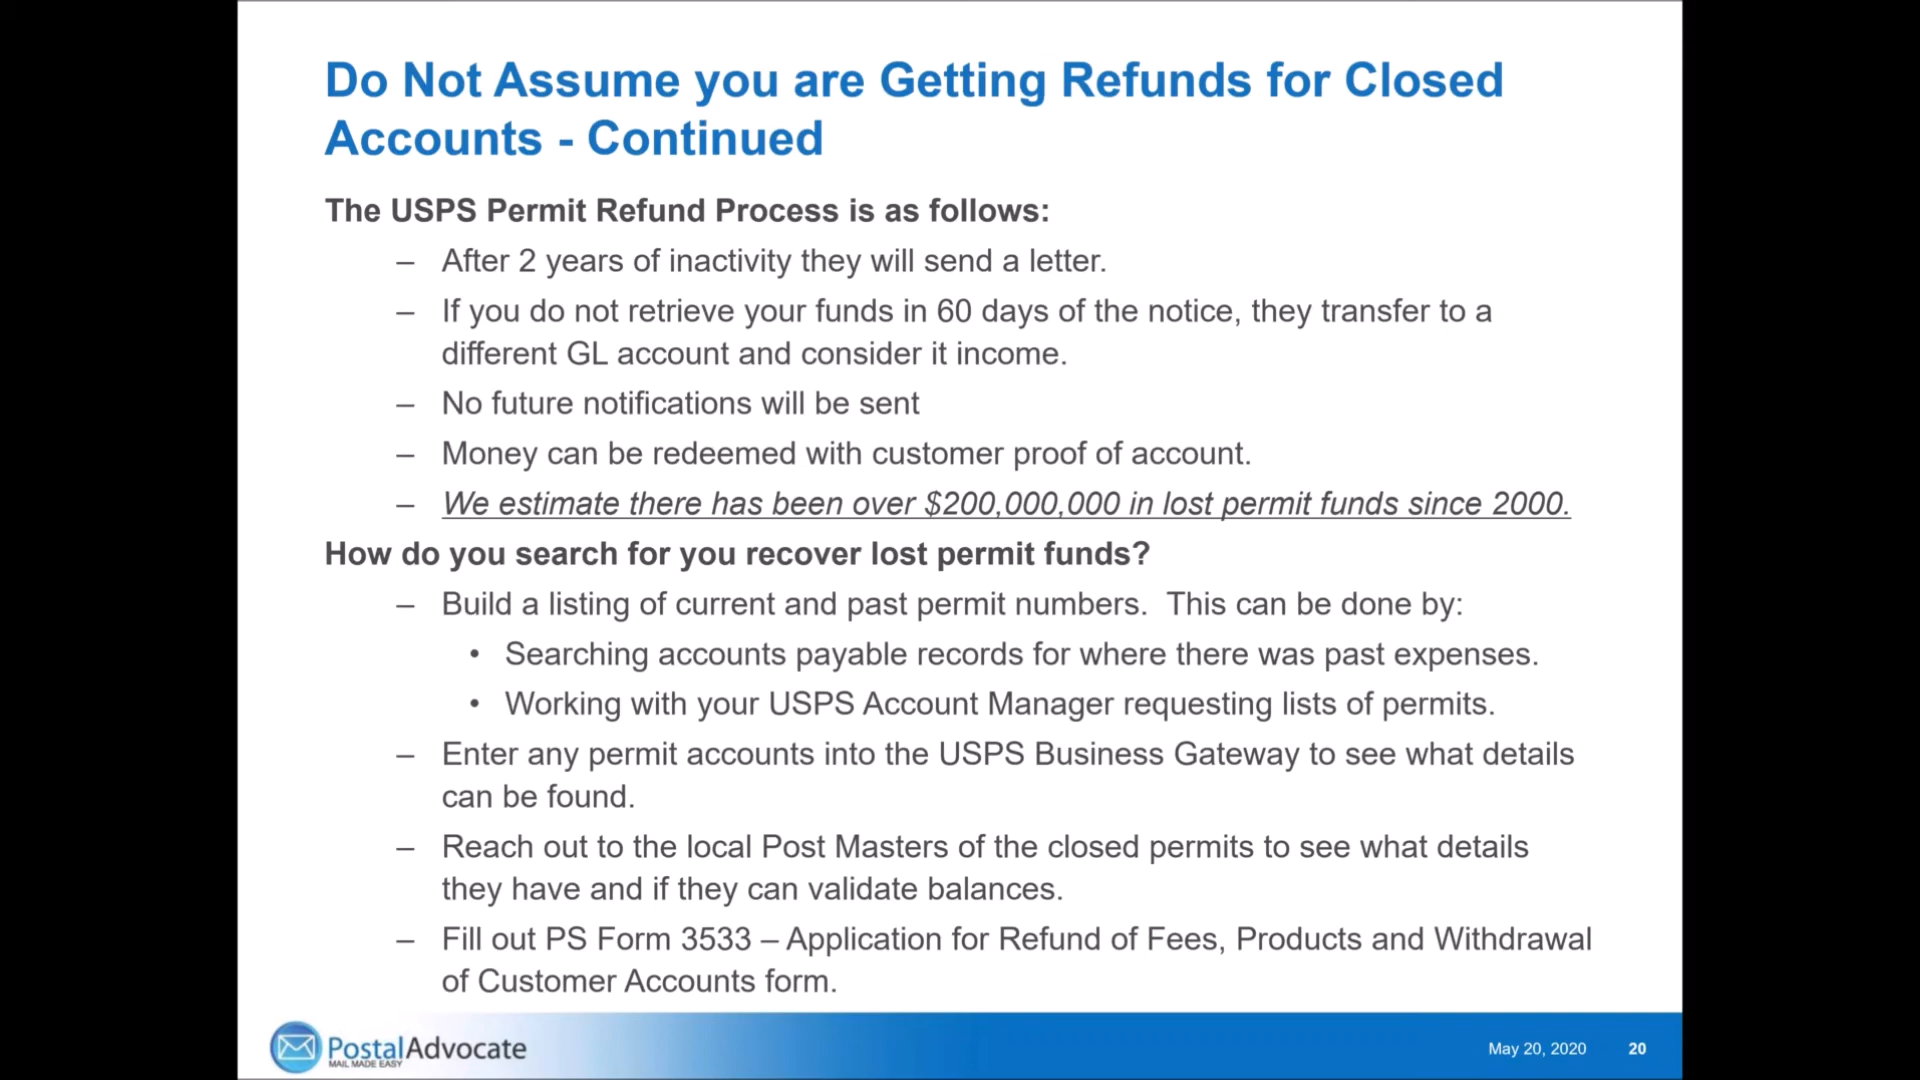 Do Not Assume you are Getting Refunds for Closed
Accounts - Continued
The USPS Permit Refund Process is as follows:
– After 2 years of inactivity they will send a letter.
– If you do not retrieve your funds in 60 days of the notice, they transfer to a
different GL account and consider it income.
– No future notifications will be sent
– Money can be redeemed with customer proof of account.
– We estimate there has been over $200,000,000 in lost permit funds since 2000.
How do you search for you recover lost permit funds?
– Build a listing of current and past permit numbers.  This can be done by:
• Searching accounts payable records for where there was past expenses.
• Working with your USPS Account Manager requesting lists of permits.
– Enter any permit accounts into the USPS Business Gateway to see what details
can be found.
– Reach out to the local Post Masters of the closed permits to see what details
they have and if they can validate balances.
– Fill out PS Form 3533 – Application for Refund of Fees, Products and Withdrawal
of Customer Accounts form.
PostalAdvocate
MAIL MADE EASY
May 20, 2020 20